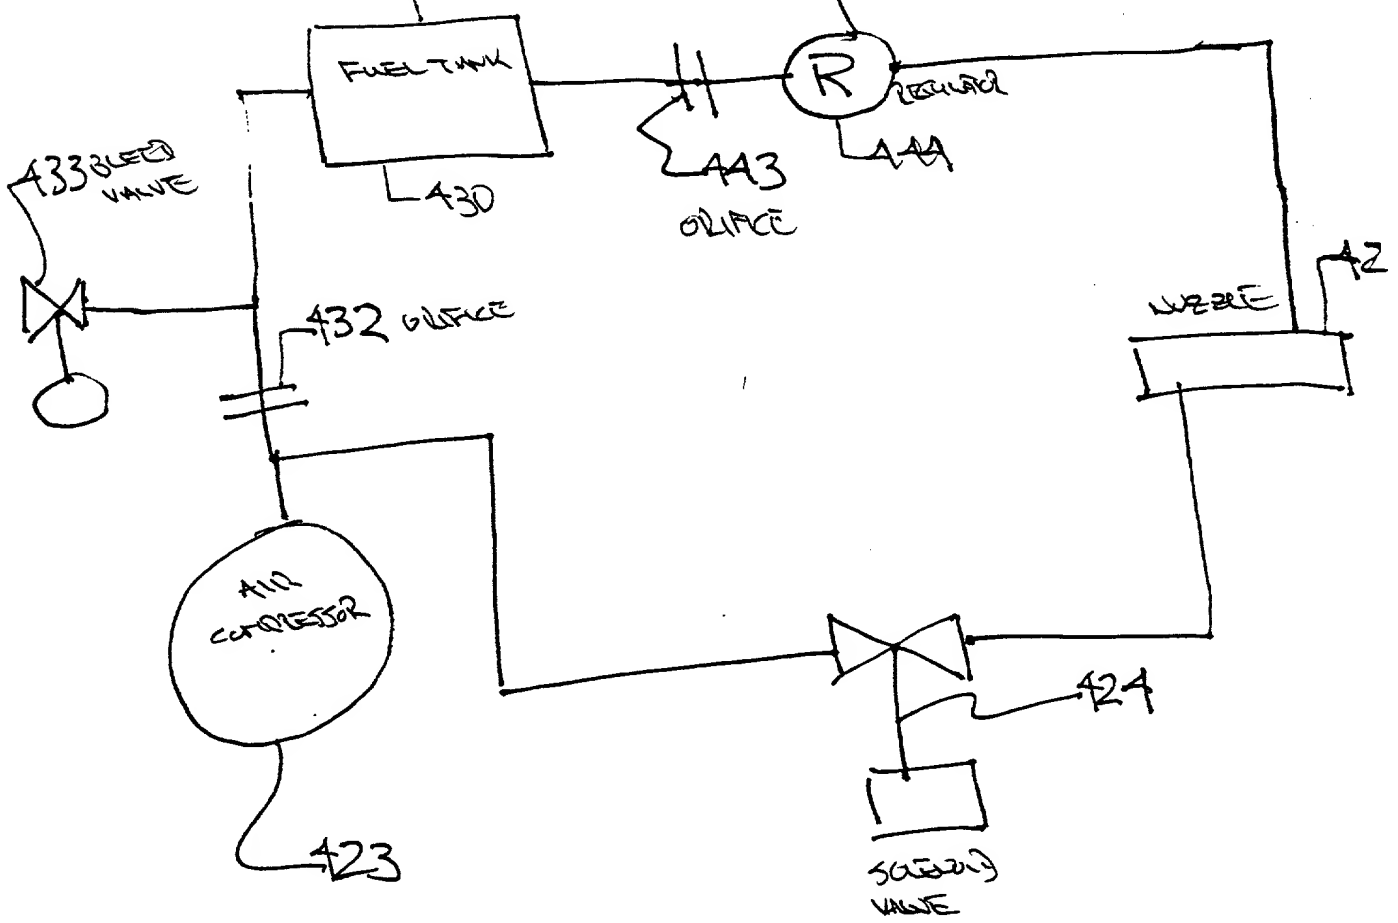 FUEL TANK
R
REGULATOR
433 BLEED
VALVE
430
443
ORIFICE
444
42
NOZZLE
432 ORIFICE
AIR
COMPRESSOR
424
423
SOLENOID
VALVE